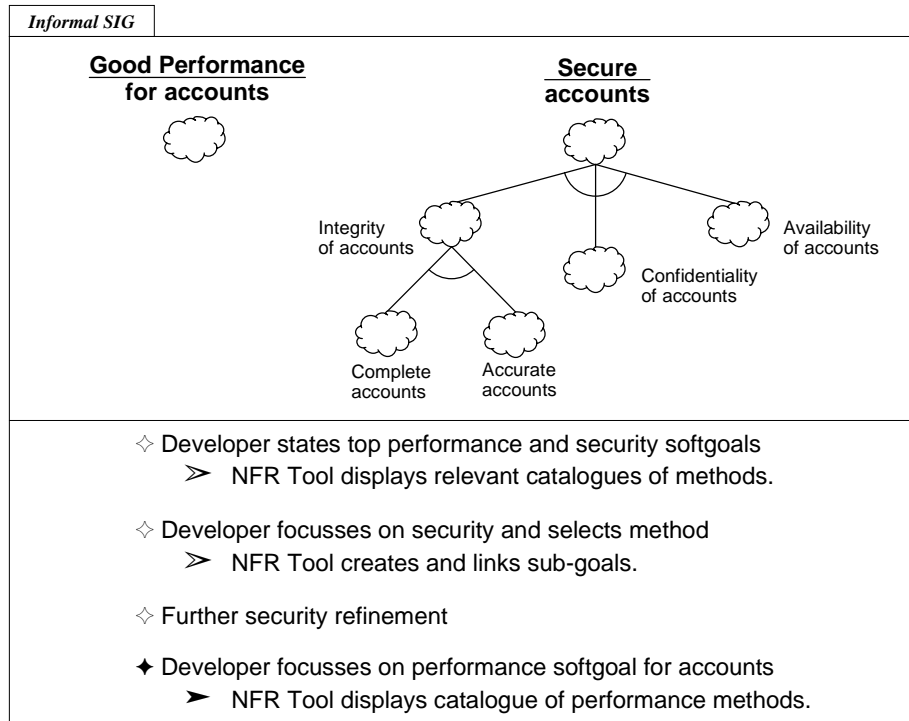 Informal SIG
Good Performance
for accounts
Secure
accounts
Integrity
of accounts
Availability
of accounts
Confidentiality
of accounts
Complete
accounts
Accurate
accounts
✧ Developer states top performance and security softgoals
➢ NFR Tool displays relevant catalogues of methods.
✧ Developer focusses on security and selects method
➢ NFR Tool creates and links sub-goals.
✧ Further security refinement
✦ Developer focusses on performance softgoal for accounts
➤ NFR Tool displays catalogue of performance methods.